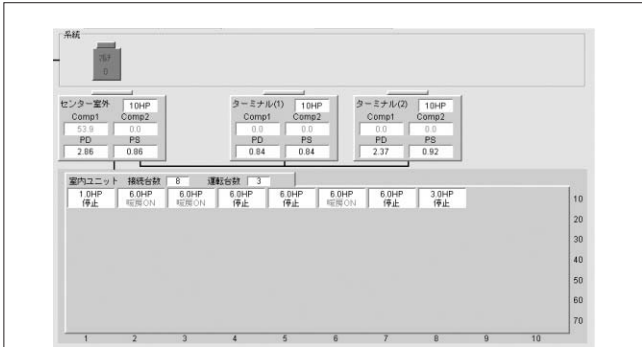 系統
0
センター室外 10HP
Comp1 Comp2
53.9 0.0
PD PS
2.86 0.86
ターミナル(1) 10HP
Comp1 Comp2
0.0 0.0
PD PS
0.84 0.84
ターミナル(2) 10HP
Comp1 Comp2
0.0 0.0
PD PS
2.37 0.92
室内ユニット 接続台数 8 運転台数 3
1.0HP 6.0HP 6.0HP 6.0HP 6.0HP 6.0HP 6.0HP 3.0HP
停止 暖房ON 暖房ON 停止 停止 暖房ON 停止 停止
10
20
30
40
50
60
70
1 2 3 4 5 6 7 8 9 10